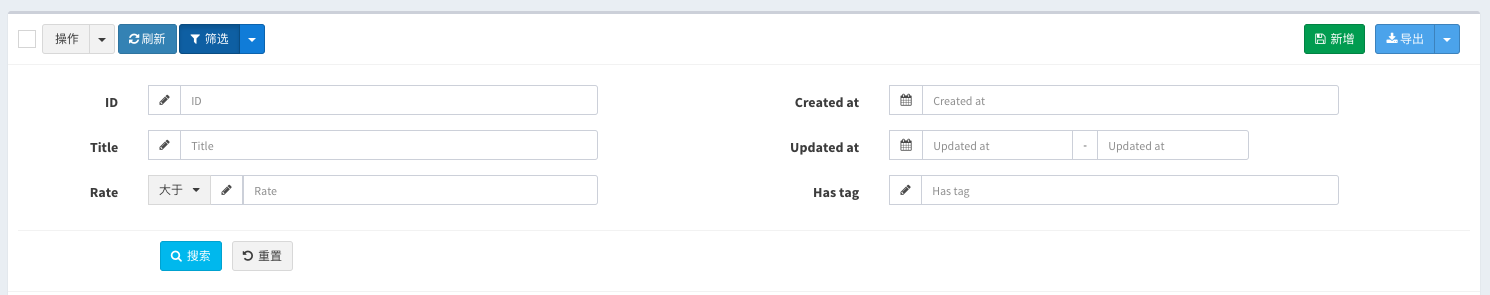 操作 刷新 筛选 新增 导出
ID ID Created at Created at
Title Title Updated at Updated at - Updated at
Rate 大于 Rate Has tag Has tag
搜索 重置